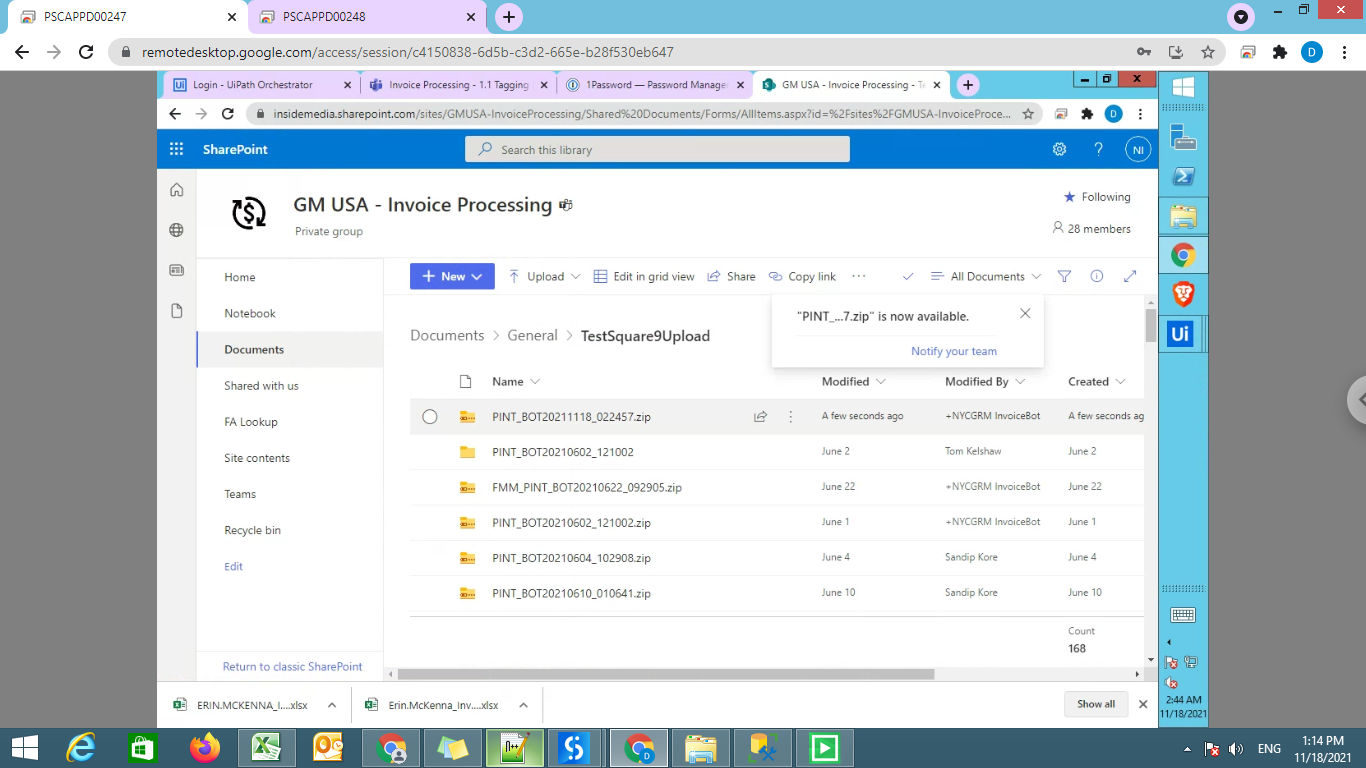 PSCAPPD00247
PSCAPPD00248
remotedesktop.google.com/access/session/c4150838-6d5b-c3d2-665e-b28f530eb647
D
Login - UiPath Orchestrator
Invoice Processing - 1.1 Tagging
1Password — Password Manage
GM USA - Invoice Processing - Te
insidemedia.sharepoint.com/sites/GMUSA-InvoiceProcessing/Shared%20Documents/Forms/AllItems.aspx?id=%2Fsites%2FGMUSA-InvoiceProce...
D
SharePoint
Search this library
?
NI
GM USA - Invoice Processing
Private group
Following
28 members
Home
Notebook
Documents
Shared with us
FA Lookup
Site contents
Teams
Recycle bin
Edit
Return to classic SharePoint
+ New
Upload
Edit in grid view
Share
Copy link
...
All Documents
"PINT_...7.zip" is now available.
Notify your team
Documents > General > TestSquare9Upload
Name
Modified
Modified By
Created
PINT_BOT20211118_022457.zip
A few seconds ago
+NYCGRM InvoiceBot
A few seconds ag
PINT_BOT20210602_121002
June 2
Tom Kelshaw
June 2
FMM_PINT_BOT20210622_092905.zip
June 22
+NYCGRM InvoiceBot
June 22
PINT_BOT20210602_121002.zip
June 1
+NYCGRM InvoiceBot
June 1
PINT_BOT20210604_102908.zip
June 4
Sandip Kore
June 4
PINT_BOT20210610_010641.zip
June 10
Sandip Kore
June 10
Count
168
Ui
2:44 AM
11/18/2021
ERIN.MCKENNA_I....xlsx
Erin.McKenna_Inv....xlsx
Show all
ENG
1:14 PM
11/18/2021